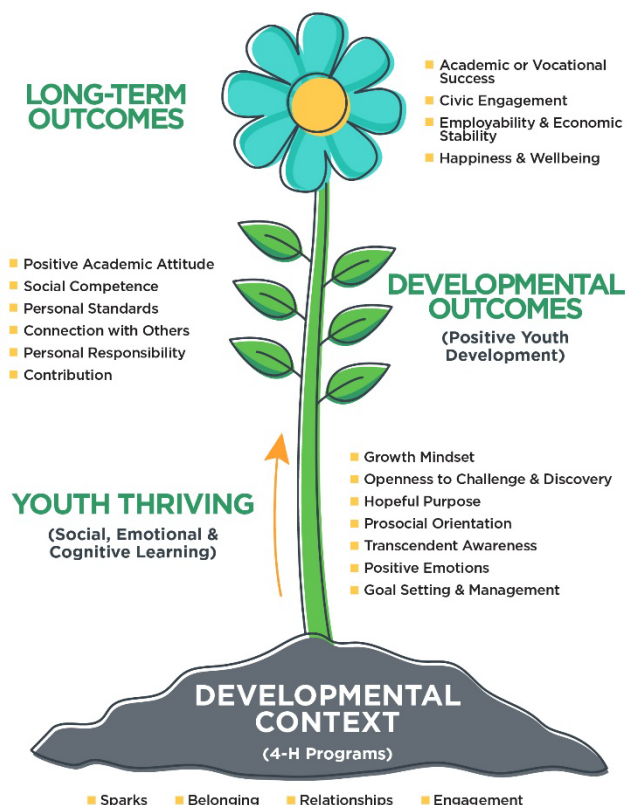 LONG-TERM
OUTCOMES
Academic or Vocational
Success
Civic Engagement
Employability & Economic
Stability
Happiness & Wellbeing
Positive Academic Attitude
Social Competence
Personal Standards
Connection with Others
Personal Responsibility
Contribution
DEVELOPMENTAL
OUTCOMES
(Positive Youth
Development)
YOUTH THRIVING
(Social, Emotional &
Cognitive Learning)
Growth Mindset
Openness to Challenge & Discovery
Hopeful Purpose
Prosocial Orientation
Transcendent Awareness
Positive Emotions
Goal Setting & Management
DEVELOPMENTAL
CONTEXT
(4-H Programs)
Sparks Belonging Relationships Engagement